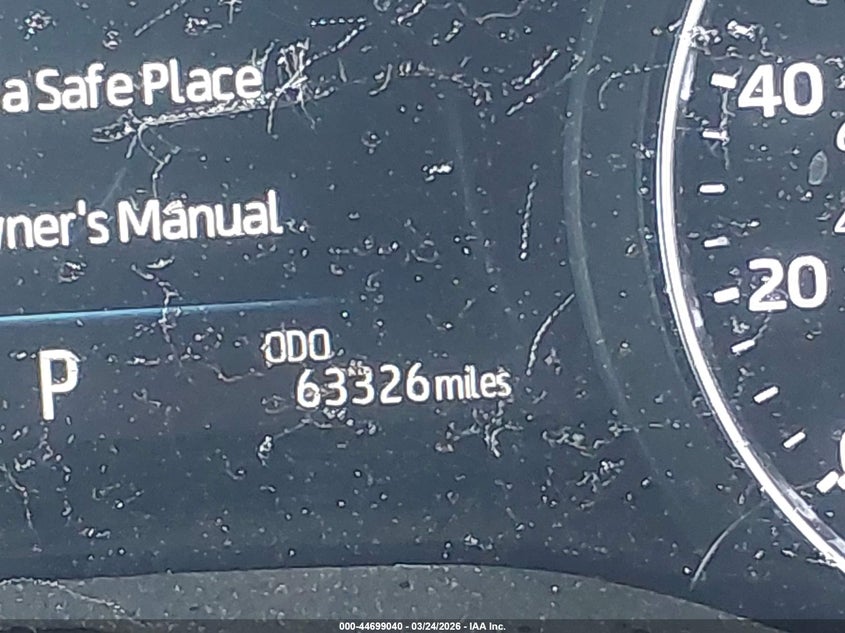 a Safe Place
ner's Manual
40
20
P
ODO
63326 miles
000-44699040 - 03/24/2026 - IAA Inc.